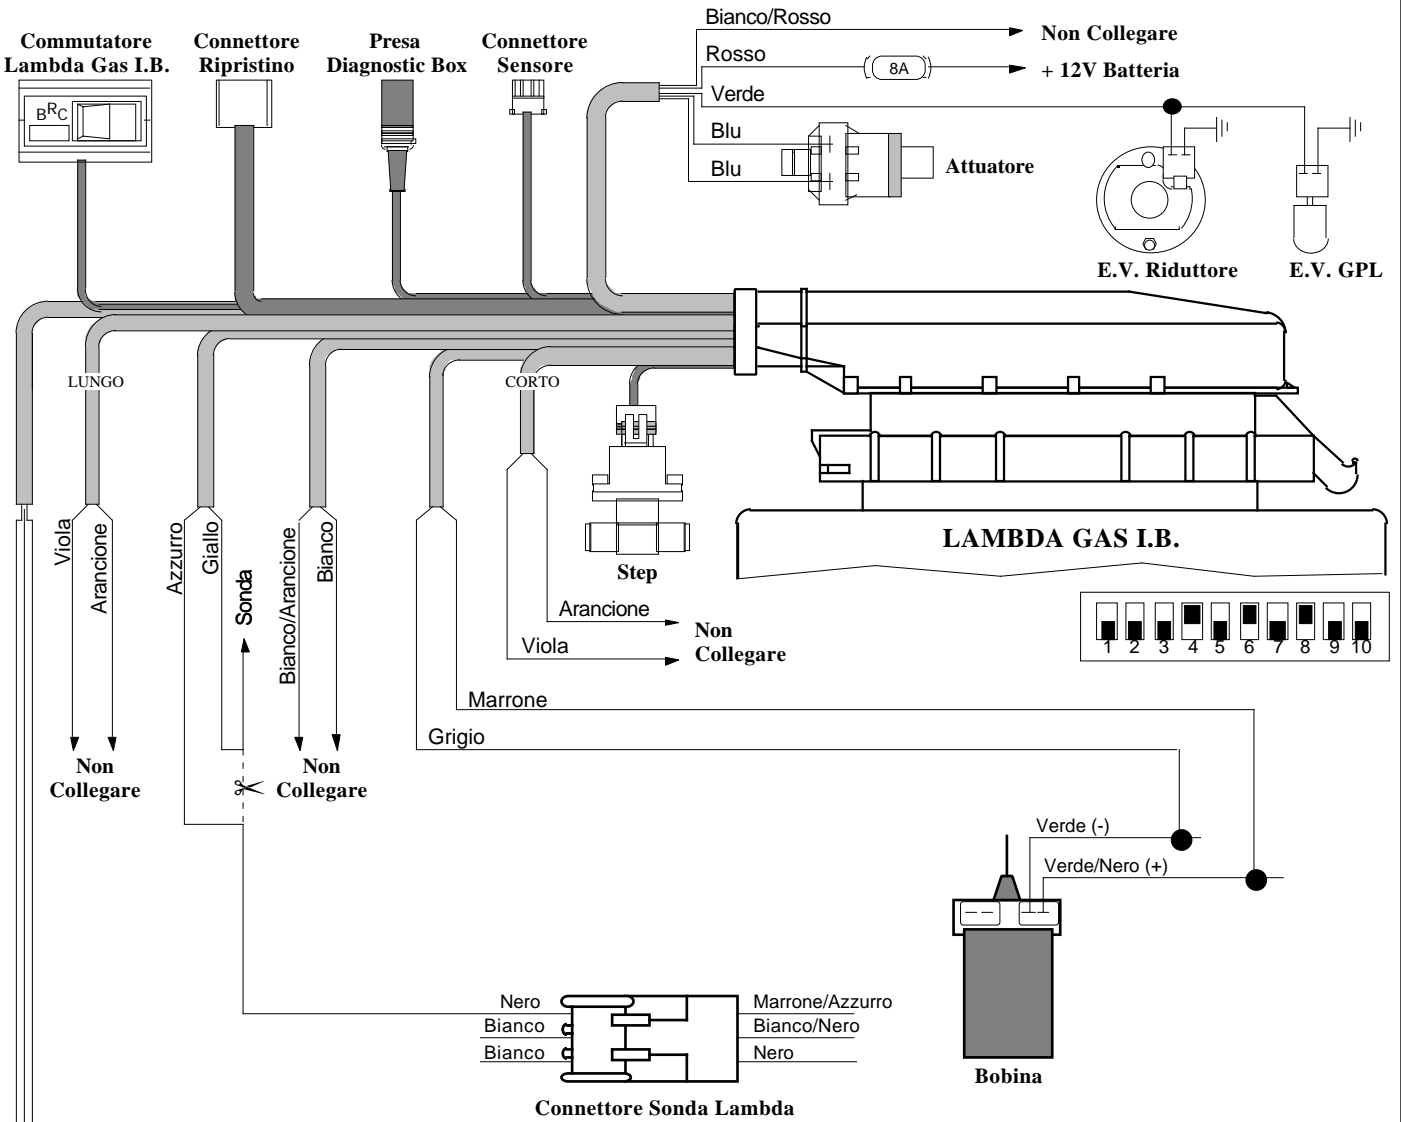 Commutatore
Lambda Gas I.B.
Connettore
Ripristino
Presa
Diagnostic Box
Connettore
Sensore
Bianco/Rosso
Non Collegare
Rosso
8A
+ 12V Batteria
Verde
Blu
Blu
Attuatore
BRC
E.V. Riduttore
E.V. GPL
LUNGO
CORTO
Viola
Arancione
Azzurro
Giallo
Sonda
Bianco/Arancione
Bianco
Step
LAMBDA GAS I.B.
Arancione
Viola
Non
Collegare
1 2 3 4 5 6 7 8 9 10
Marrone
Grigio
Non
Collegare
Non
Collegare
Verde (-)
Verde/Nero (+)
Bobina
Nero
Bianco
Bianco
Marrone/Azzurro
Bianco/Nero
Nero
Connettore Sonda Lambda